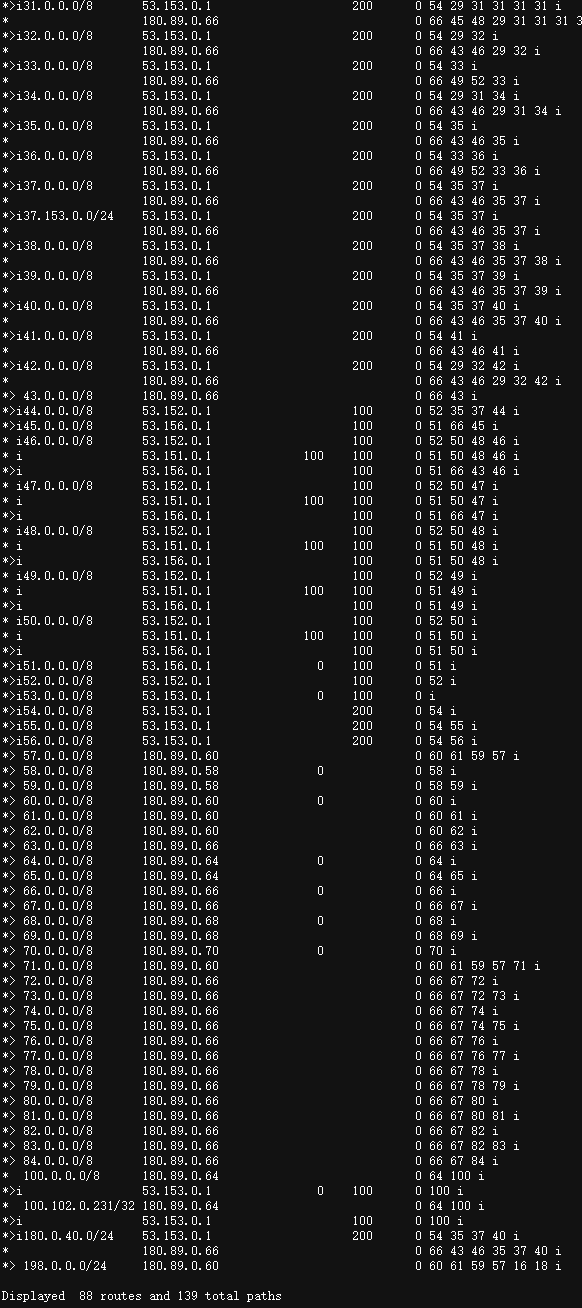 *>i31.0.0.0/8 53.153.0.1 200 0 54 29 31 31 31 31 i
* 180.89.0.66 0 66 45 48 29 31 31 31 3
*>i32.0.0.0/8 53.153.0.1 200 0 54 29 32 i
* 180.89.0.66 0 66 43 46 29 32 i
*>i33.0.0.0/8 53.153.0.1 200 0 54 33 i
* 180.89.0.66 0 66 49 52 33 i
*>i34.0.0.0/8 53.153.0.1 200 0 54 29 31 34 i
* 180.89.0.66 0 66 43 46 29 31 34 i
*>i35.0.0.0/8 53.153.0.1 200 0 54 35 i
* 180.89.0.66 0 66 43 46 35 i
*>i36.0.0.0/8 53.153.0.1 200 0 54 33 36 i
* 180.89.0.66 0 66 49 52 33 36 i
*>i37.0.0.0/8 53.153.0.1 200 0 54 35 37 i
* 180.89.0.66 0 66 43 46 35 37 i
*>i37.153.0.0/24 53.153.0.1 200 0 54 35 37 i
* 180.89.0.66 0 66 43 46 35 37 i
*>i38.0.0.0/8 53.153.0.1 200 0 54 35 37 38 i
* 180.89.0.66 0 66 43 46 35 37 38 i
*>i39.0.0.0/8 53.153.0.1 200 0 54 35 37 39 i
* 180.89.0.66 0 66 43 46 35 37 39 i
*>i40.0.0.0/8 53.153.0.1 200 0 54 35 37 40 i
* 180.89.0.66 0 66 43 46 35 37 40 i
*>i41.0.0.0/8 53.153.0.1 200 0 54 41 i
* 180.89.0.66 0 66 43 46 41 i
*>i42.0.0.0/8 53.153.0.1 200 0 54 29 32 42 i
* 180.89.0.66 0 66 43 46 29 32 42 i
*> 43.0.0.0/8 180.89.0.66 0 66 43 i
*>i44.0.0.0/8 53.152.0.1 100 0 52 35 37 44 i
*>i45.0.0.0/8 53.156.0.1 100 0 51 66 45 i
* i46.0.0.0/8 53.152.0.1 100 0 52 50 48 46 i
* i 53.151.0.1 100 100 0 51 50 48 46 i
*>i 53.156.0.1 100 0 51 66 43 46 i
* i47.0.0.0/8 53.152.0.1 100 0 52 50 47 i
* i 53.151.0.1 100 100 0 51 50 47 i
*>i 53.156.0.1 100 0 51 66 47 i
* i48.0.0.0/8 53.152.0.1 100 0 52 50 48 i
* i 53.151.0.1 100 100 0 51 50 48 i
*>i 53.156.0.1 100 0 51 50 48 i
* i49.0.0.0/8 53.152.0.1 100 0 52 49 i
* i 53.151.0.1 100 100 0 51 49 i
*>i 53.156.0.1 100 0 51 49 i
* i50.0.0.0/8 53.152.0.1 100 0 52 50 i
* i 53.151.0.1 100 100 0 51 50 i
*>i 53.156.0.1 100 0 51 50 i
*>i51.0.0.0/8 53.156.0.1 0 100 0 51 i
*>i52.0.0.0/8 53.152.0.1 100 0 52 i
*>i53.0.0.0/8 53.153.0.1 0 100 0 i
*>i54.0.0.0/8 53.153.0.1 200 0 54 i
*>i55.0.0.0/8 53.153.0.1 200 0 54 55 i
*>i56.0.0.0/8 53.153.0.1 200 0 54 56 i
*> 57.0.0.0/8 180.89.0.60 0 60 61 59 57 i
*> 58.0.0.0/8 180.89.0.58 0 0 58 i
*> 59.0.0.0/8 180.89.0.58 0 58 59 i
*> 60.0.0.0/8 180.89.0.60 0 0 60 i
*> 61.0.0.0/8 180.89.0.60 0 60 61 i
*> 62.0.0.0/8 180.89.0.60 0 60 62 i
*> 63.0.0.0/8 180.89.0.66 0 66 63 i
*> 64.0.0.0/8 180.89.0.64 0 0 64 i
*> 65.0.0.0/8 180.89.0.64 0 64 65 i
*> 66.0.0.0/8 180.89.0.66 0 0 66 i
*> 67.0.0.0/8 180.89.0.66 0 66 67 i
*> 68.0.0.0/8 180.89.0.68 0 0 68 i
*> 69.0.0.0/8 180.89.0.68 0 68 69 i
*> 70.0.0.0/8 180.89.0.70 0 0 70 i
*> 71.0.0.0/8 180.89.0.60 0 60 61 59 57 71 i
*> 72.0.0.0/8 180.89.0.66 0 66 67 72 i
*> 73.0.0.0/8 180.89.0.66 0 66 67 72 73 i
*> 74.0.0.0/8 180.89.0.66 0 66 67 74 i
*> 75.0.0.0/8 180.89.0.66 0 66 67 74 75 i
*> 76.0.0.0/8 180.89.0.66 0 66 67 76 i
*> 77.0.0.0/8 180.89.0.66 0 66 67 76 77 i
*> 78.0.0.0/8 180.89.0.66 0 66 67 78 i
*> 79.0.0.0/8 180.89.0.66 0 66 67 78 79 i
*> 80.0.0.0/8 180.89.0.66 0 66 67 80 i
*> 81.0.0.0/8 180.89.0.66 0 66 67 80 81 i
*> 82.0.0.0/8 180.89.0.66 0 66 67 82 i
*> 83.0.0.0/8 180.89.0.66 0 66 67 82 83 i
*> 84.0.0.0/8 180.89.0.66 0 66 67 84 i
* 100.0.0.0/8 180.89.0.64 0 64 100 i
*>i 53.153.0.1 0 100 0 100 i
* 100.102.0.231/32 180.89.0.64 0 64 100 i
*>i 53.153.0.1 100 0 100 i
*>i180.0.40.0/24 53.153.0.1 200 0 54 35 37 40 i
* 180.89.0.66 0 66 43 46 35 37 40 i
*> 198.0.0.0/24 180.89.0.60 0 60 61 59 57 16 18 i
Displayed 88 routes and 139 total paths